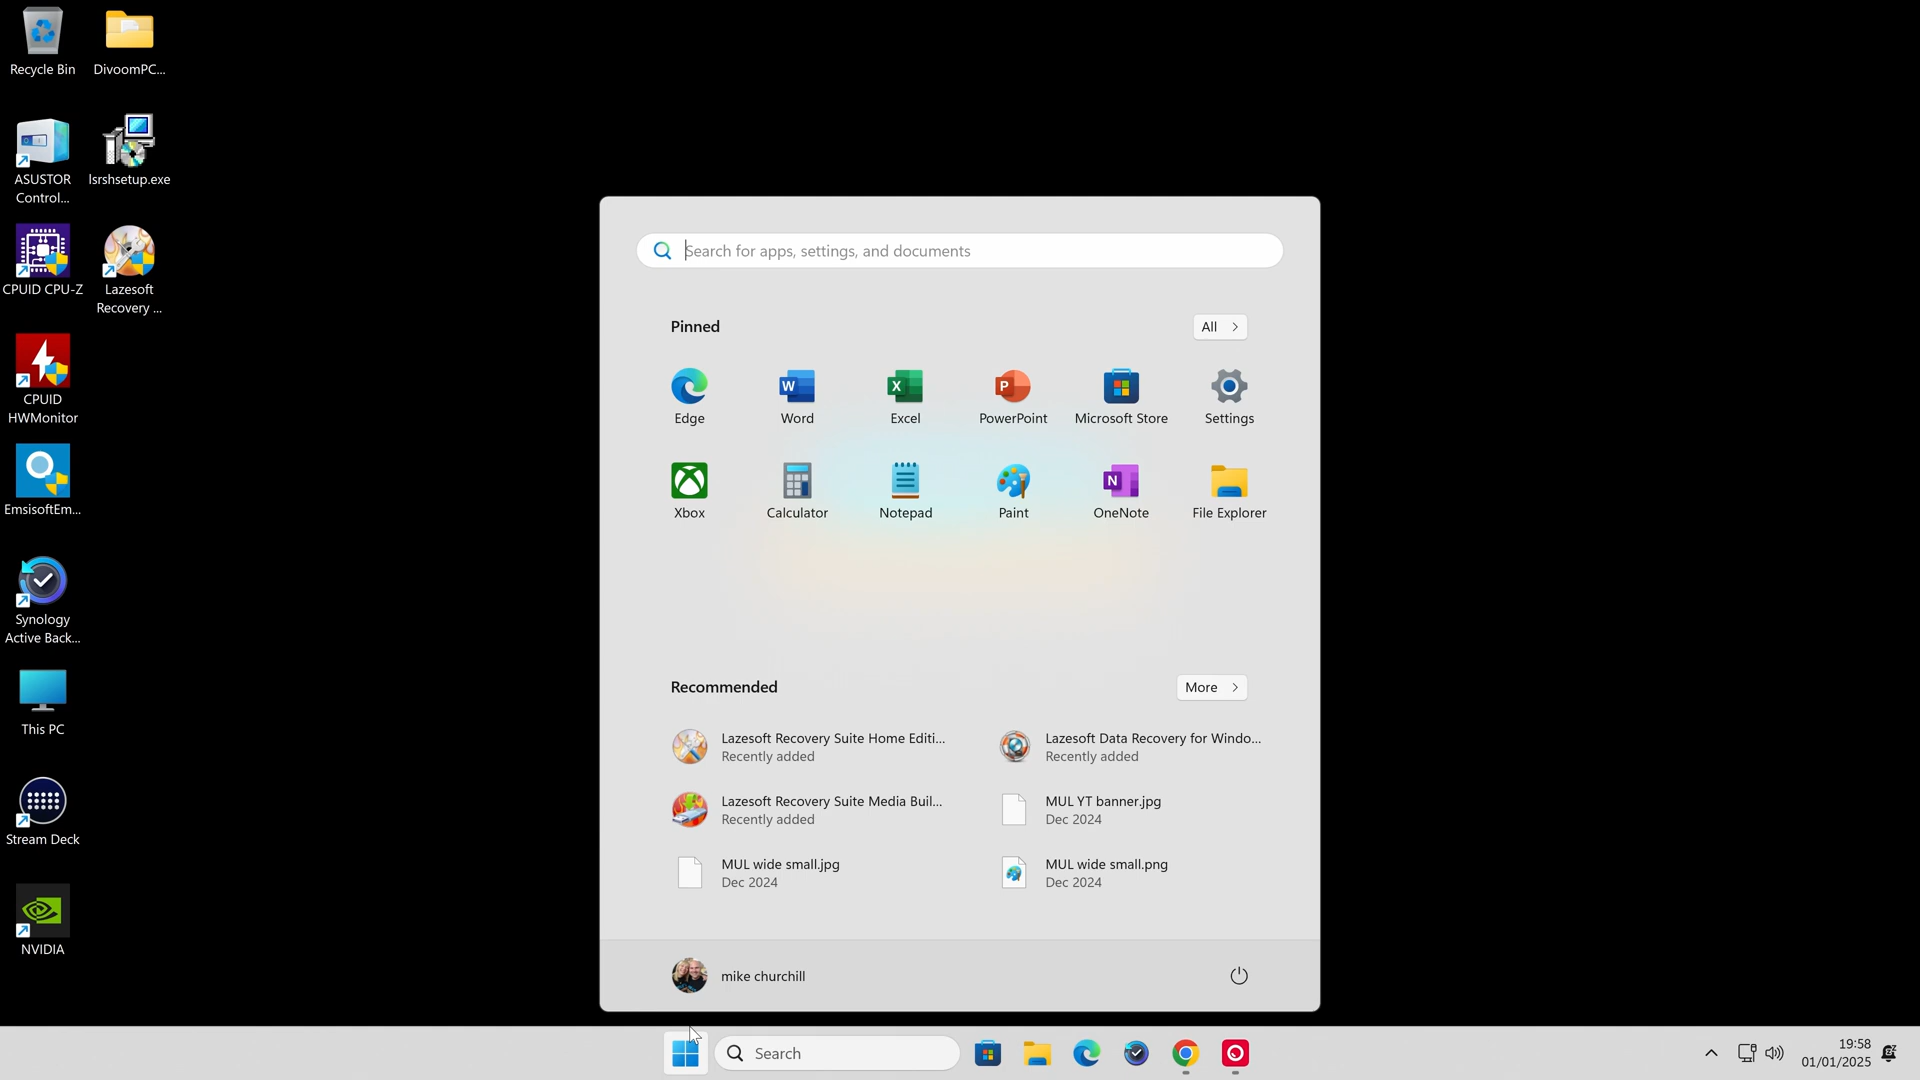 Recycle Bin
DivoomPC...
ASUSTOR
Control...
lsrshsetup.exe
CPUID CPU-Z
Lazesoft
Recovery ...
CPUID
HWMonitor
EmsisoftEm...
Synology
Active Back...
This PC
Stream Deck
NVIDIA
Search for apps, settings, and documents
Pinned
All
Edge
Word
Excel
PowerPoint
Microsoft Store
Settings
Xbox
Calculator
Notepad
Paint
OneNote
File Explorer
Recommended
More
Lazesoft Recovery Suite Home Editi...
Recently added
Lazesoft Data Recovery for Windo...
Recently added
Lazesoft Recovery Suite Media Buil...
Recently added
MUL YT banner.jpg
Dec 2024
MUL wide small.jpg
Dec 2024
MUL wide small.png
Dec 2024
mike churchill
Search
19:58
01/01/2025